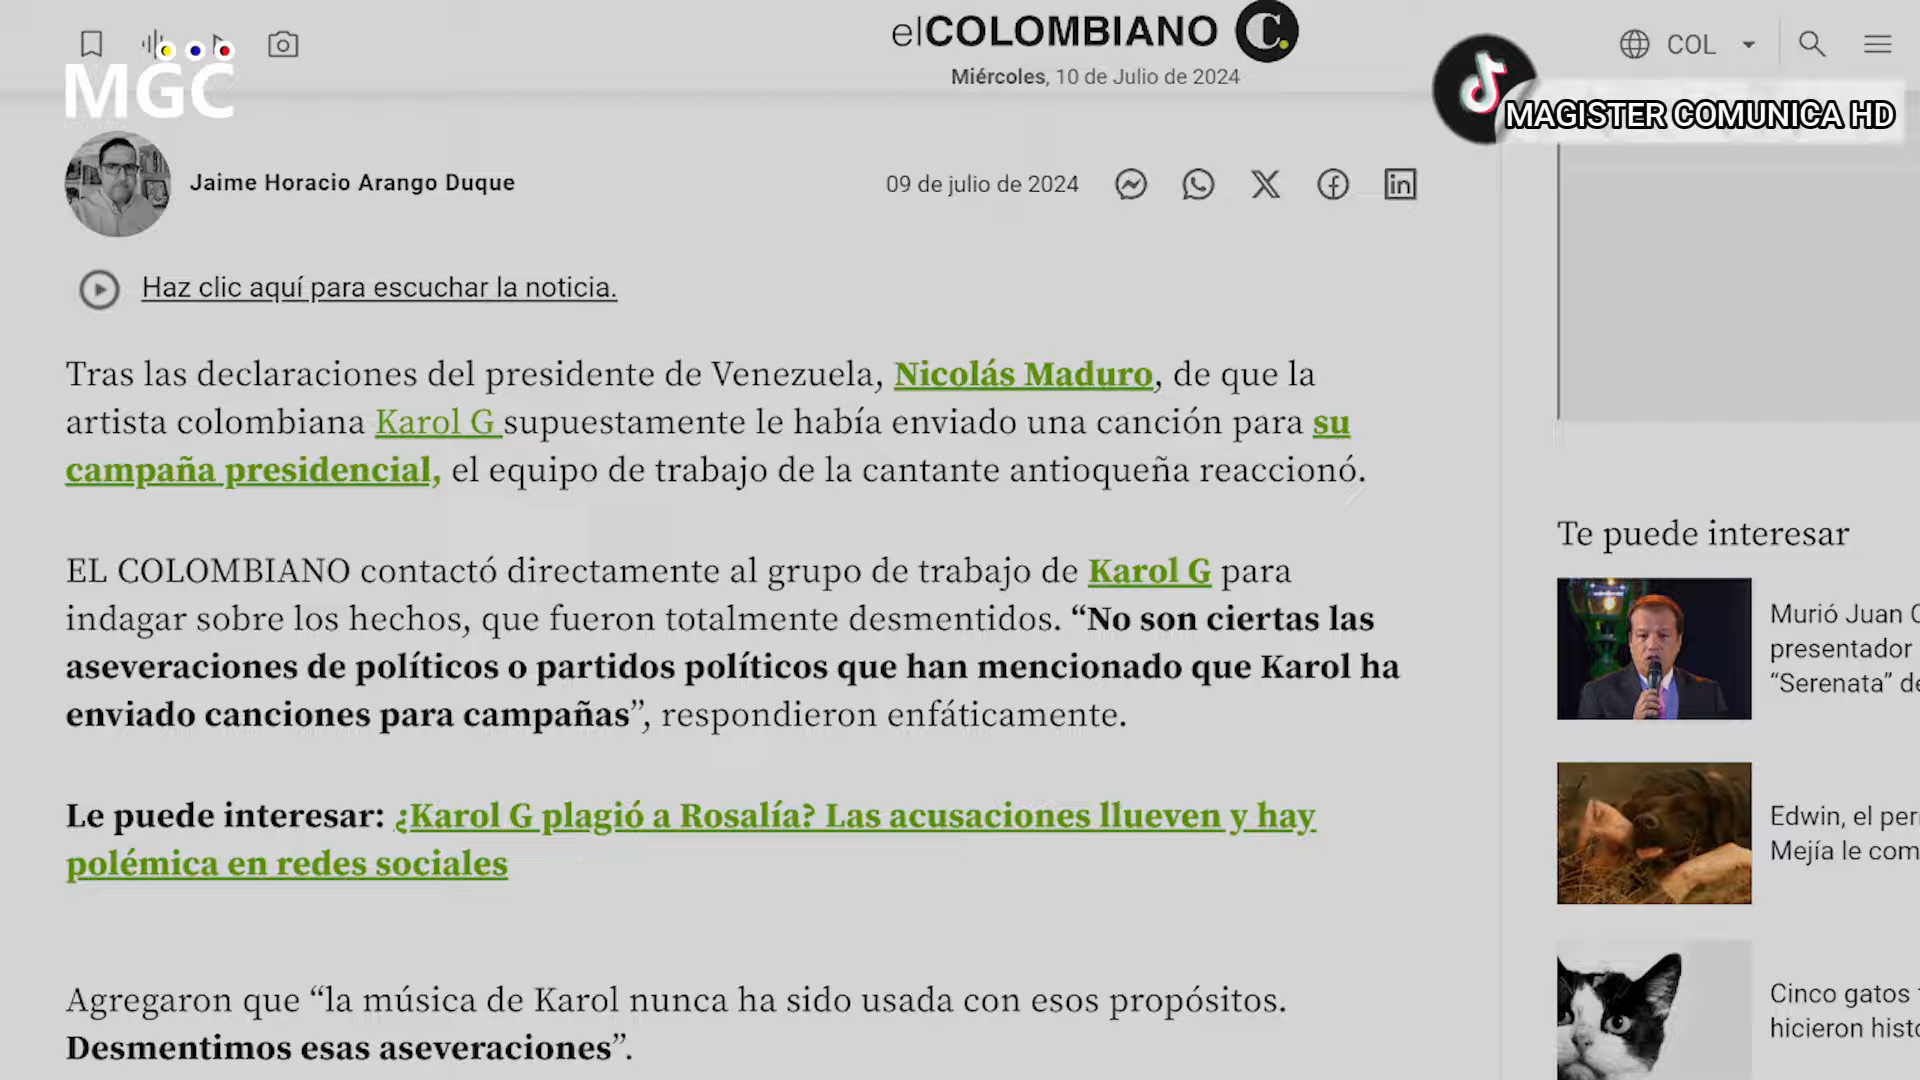 MGC
elCOLOMBIANO
Miércoles, 10 de Julio de 2024
COL
MAGISTER COMUNICA HD
Jaime Horacio Arango Duque
09 de julio de 2024
Haz clic aquí para escuchar la noticia.
Tras las declaraciones del presidente de Venezuela, Nicolás Maduro, de que la
artista colombiana Karol G supuestamente le había enviado una canción para su
campaña presidencial, el equipo de trabajo de la cantante antioqueña reaccionó.
EL COLOMBIANO contactó directamente al grupo de trabajo de Karol G para
indagar sobre los hechos, que fueron totalmente desmentidos. “No son ciertas las
aseveraciones de políticos o partidos políticos que han mencionado que Karol ha
enviado canciones para campañas”, respondieron enfáticamente.
Le puede interesar: ¿Karol G plagió a Rosalía? Las acusaciones llueven y hay
polémica en redes sociales
Agregaron que “la música de Karol nunca ha sido usada con esos propósitos.
Desmentimos esas aseveraciones”.
Te puede interesar
Murió Juan
presentador
“Serenata”
Edwin, el
Mejía le
Cinco gatos
hicieron